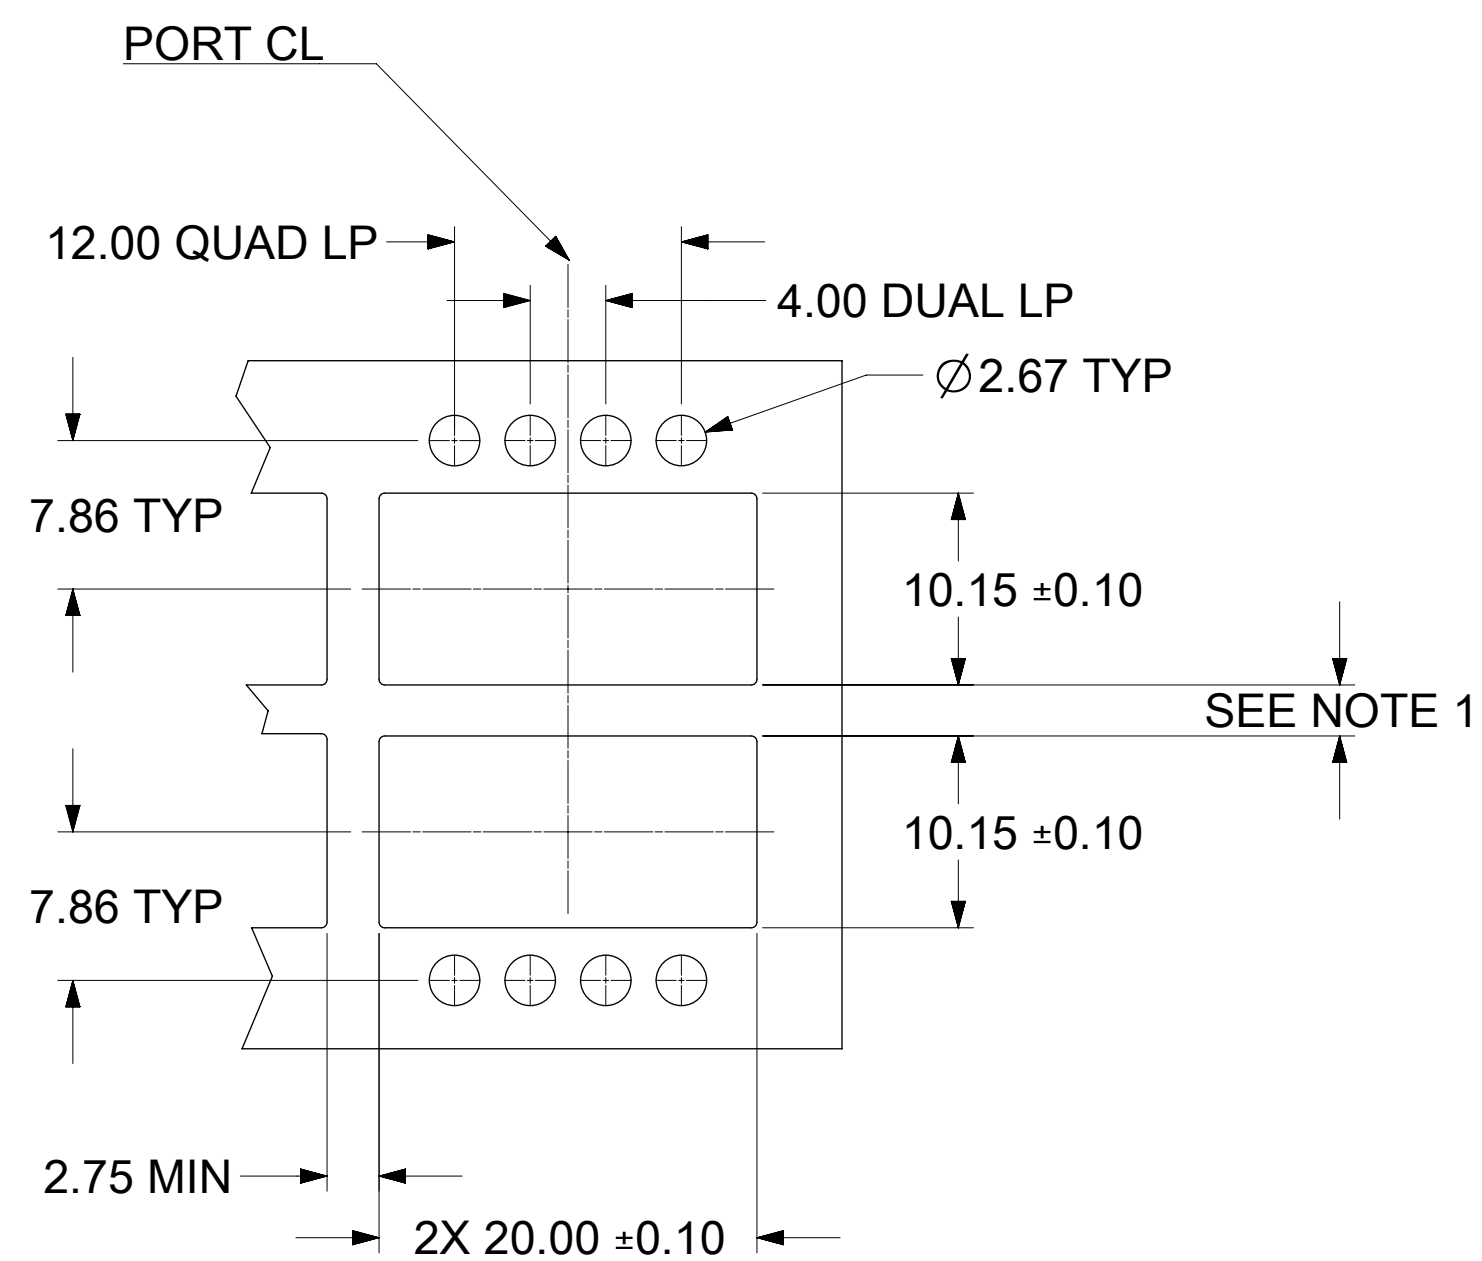 PORT CL
12.00 QUAD LP
4.00 DUAL LP
∅2.67 TYP
7.86 TYP
10.15 ±0.10
SEE NOTE 1
10.15 ±0.10
7.86 TYP
2.75 MIN
2X 20.00 ±0.10